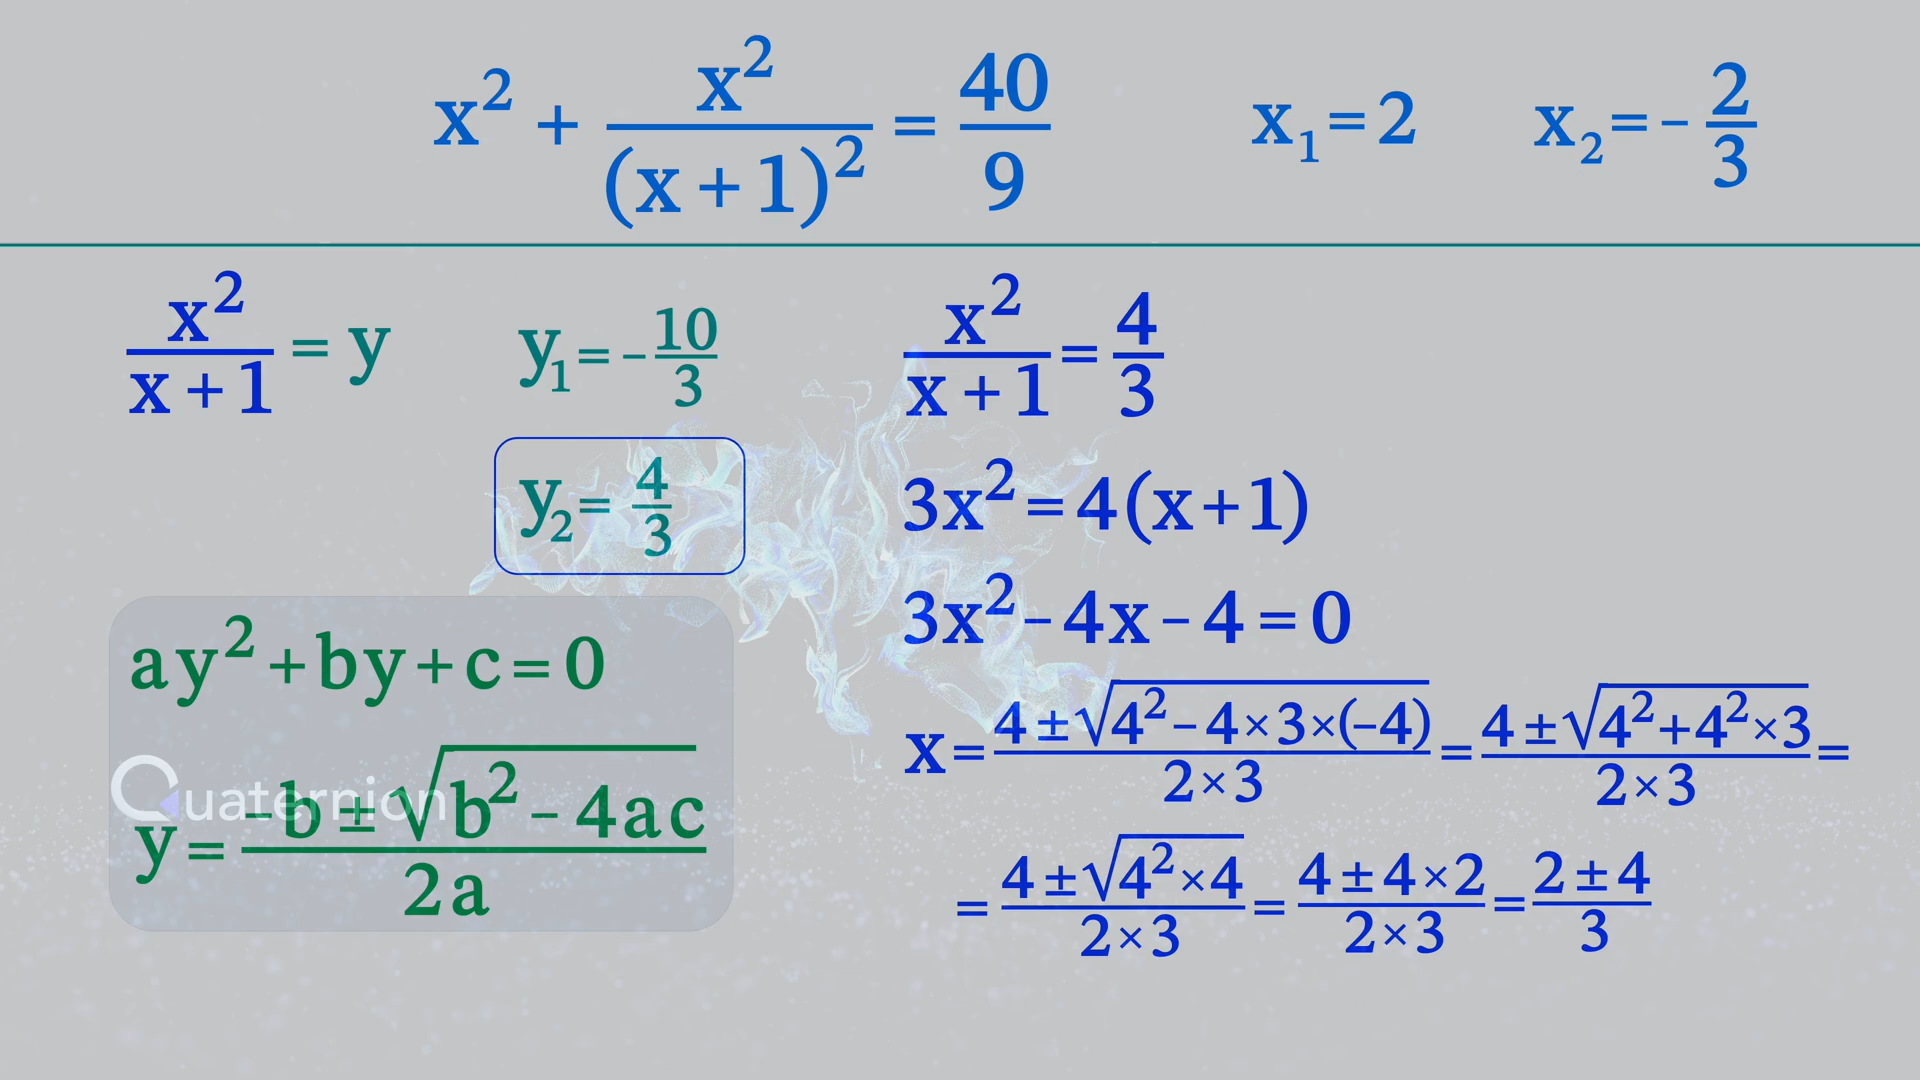 x² + x²/(x + 1)² = 40/9    x₁ = 2    x₂ = - 2/3
x²/(x + 1) = y    y₁ = - 10/3
y₂ = 4/3
ay² + by + c = 0
y = (-b ± √(b² - 4ac))/(2a)
Quaternion
x²/(x + 1) = 4/3
3x² = 4(x + 1)
3x² - 4x - 4 = 0
x = (4 ± √(4² - 4×3×(-4)))/(2×3) = (4 ± √(4² + 4²×3))/(2×3) =
= (4 ± √(4²×4))/(2×3) = (4 ± 4×2)/(2×3) = (2 ± 4)/3